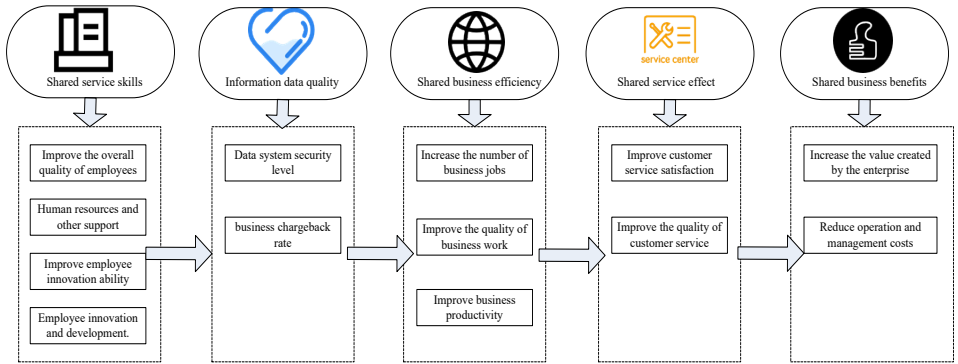 service center
Shared service skills
Information data quality
Shared business efficiency
Shared service effect
Shared business benefits
Improve the overall
quality of employees
Human resources and
other support
Improve employee
innovation ability
Employee innovation
and development.
Data system security
level
business chargeback
rate
Increase the number of
business jobs
Improve the quality of
business work
Improve business
productivity
Improve customer
service satisfaction
Improve the quality of
customer service
Increase the value created
by the enterprise
Reduce operation and
management costs